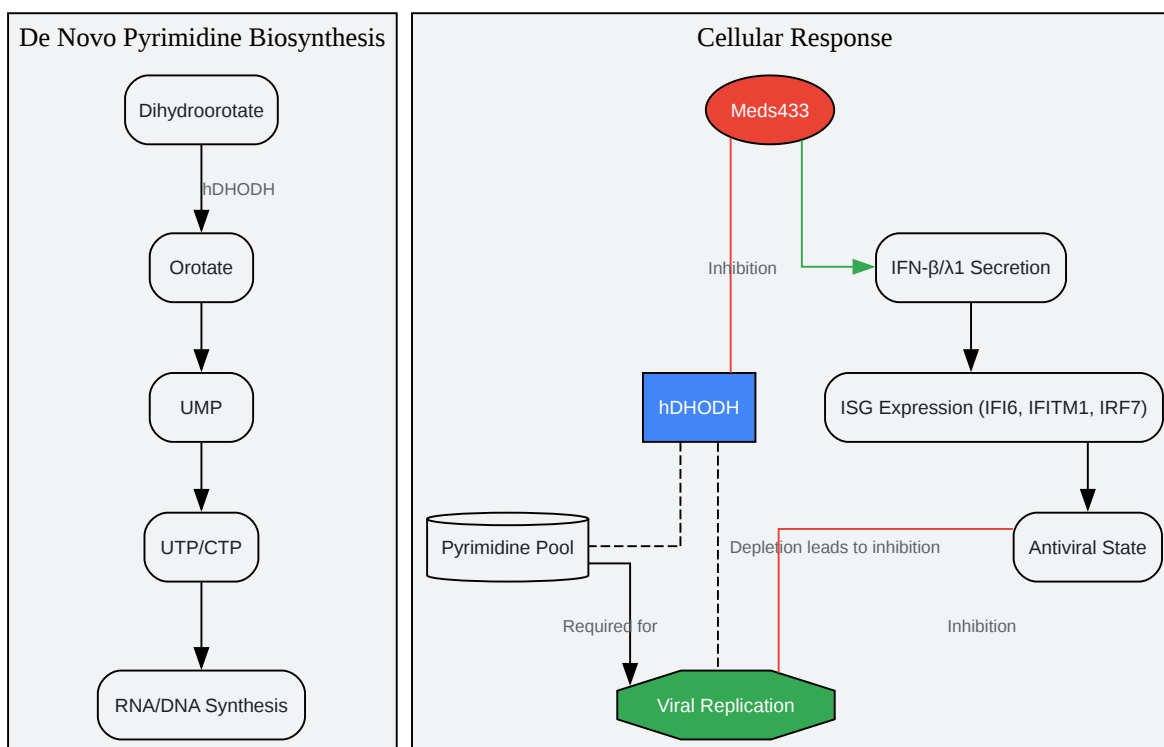 De Novo Pyrimidine Biosynthesis
Dihydroorotate
hDHODH
Orotate
UMP
UTP/CTP
RNA/DNA Synthesis
Cellular Response
Meds433
Inhibition
IFN-β/λ1 Secretion
hDHODH
ISG Expression (IFI6, IFITM1, IRF7)
Pyrimidine Pool
Depletion leads to inhibition
Antiviral State
Required for
Inhibition
Viral Replication